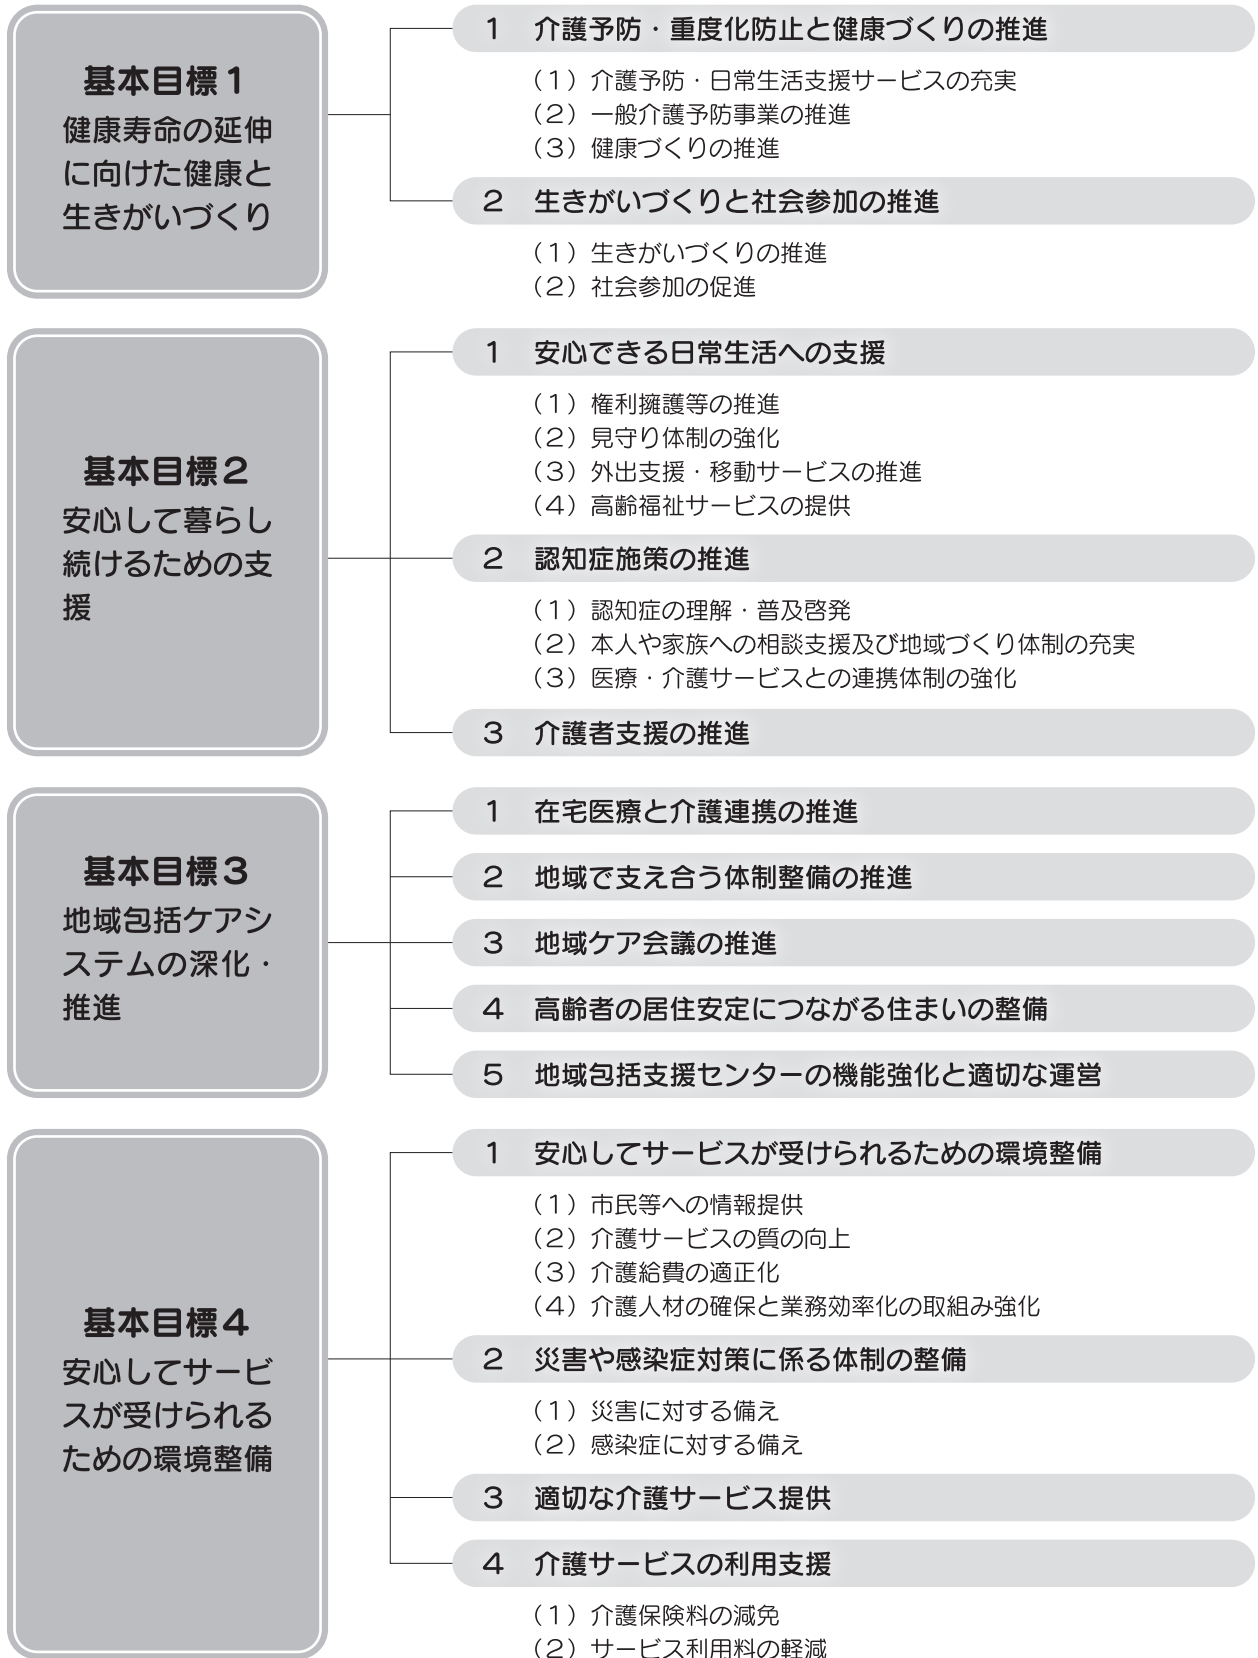 基本目標１
健康寿命の延伸
に向けた健康と
生きがいづくり
１　介護予防・重度化防止と健康づくりの推進
（１）介護予防・日常生活支援サービスの充実
（２）一般介護予防事業の推進
（３）健康づくりの推進
２　生きがいづくりと社会参加の推進
（１）生きがいづくりの推進
（２）社会参加の促進
基本目標２
安心して暮らし
続けるための支
援
１　安心できる日常生活への支援
（１）権利擁護等の推進
（２）見守り体制の強化
（３）外出支援・移動サービスの推進
（４）高齢福祉サービスの提供
２　認知症施策の推進
（１）認知症の理解・普及啓発
（２）本人や家族への相談支援及び地域づくり体制の充実
（３）医療・介護サービスとの連携体制の強化
３　介護者支援の推進
基本目標３
地域包括ケアシ
ステムの深化・
推進
１　在宅医療と介護連携の推進
２　地域で支え合う体制整備の推進
３　地域ケア会議の推進
４　高齢者の居住安定につながる住まいの整備
５　地域包括支援センターの機能強化と適切な運営
基本目標４
安心してサービ
スが受けられる
ための環境整備
１　安心してサービスが受けられるための環境整備
（１）市民等への情報提供
（２）介護サービスの質の向上
（３）介護給費の適正化
（４）介護人材の確保と業務効率化の取組み強化
２　災害や感染症対策に係る体制の整備
（１）災害に対する備え
（２）感染症に対する備え
３　適切な介護サービス提供
４　介護サービスの利用支援
（１）介護保険料の減免
（２）サービス利用料の軽減